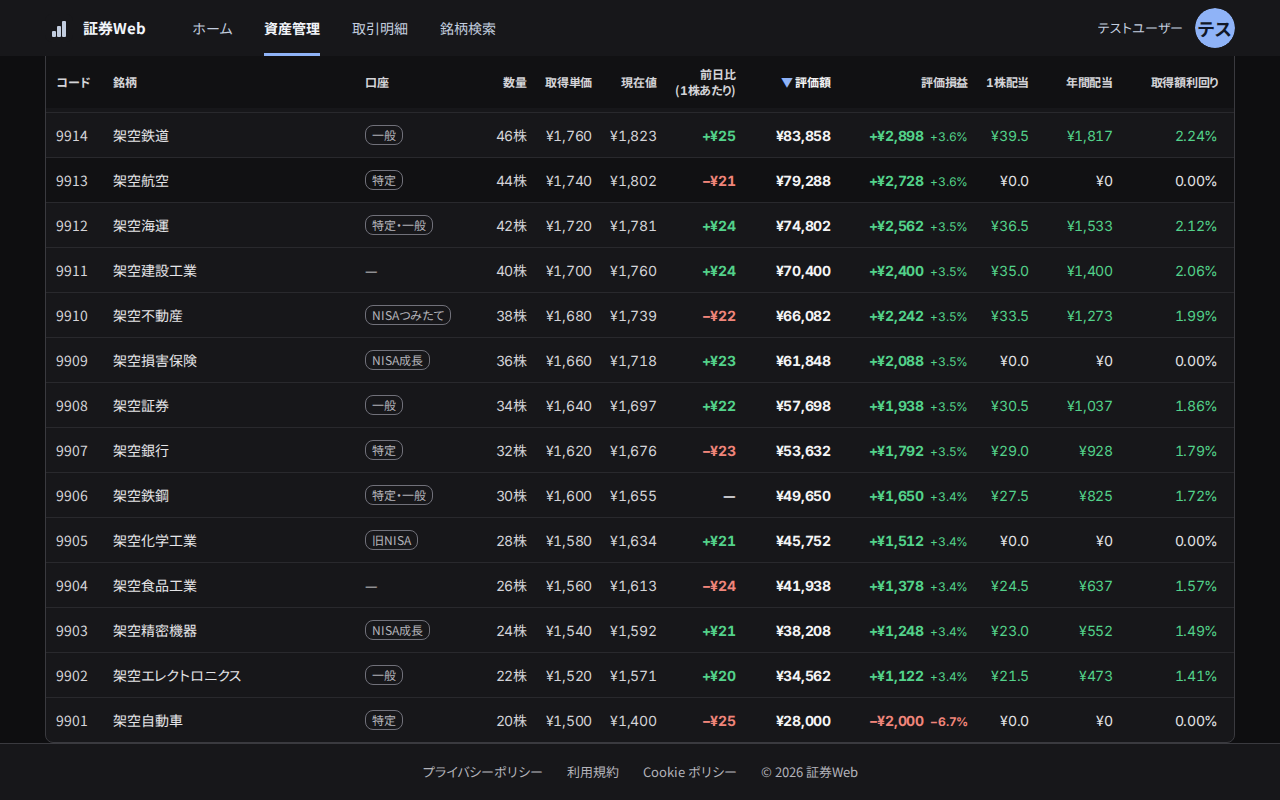 証券Web ホーム 資産管理 取引明細 銘柄検索 テストユーザー テス
コード 銘柄 口座 数量 取得単価 現在値 前日比 (1株あたり) ▼評価額 評価損益 1株配当 年間配当 取得額利回り
9914 架空鉄道 一般 46株 ¥1,760 ¥1,823 +¥25 ¥83,858 +¥2,898 +3.6% ¥39.5 ¥1,817 2.24%
9913 架空航空 特定 44株 ¥1,740 ¥1,802 −¥21 ¥79,288 +¥2,728 +3.6% ¥0.0 ¥0 0.00%
9912 架空海運 特定・一般 42株 ¥1,720 ¥1,781 +¥24 ¥74,802 +¥2,562 +3.5% ¥36.5 ¥1,533 2.12%
9911 架空建設工業 — 40株 ¥1,700 ¥1,760 +¥24 ¥70,400 +¥2,400 +3.5% ¥35.0 ¥1,400 2.06%
9910 架空不動産 NISAつみたて 38株 ¥1,680 ¥1,739 −¥22 ¥66,082 +¥2,242 +3.5% ¥33.5 ¥1,273 1.99%
9909 架空損害保険 NISA成長 36株 ¥1,660 ¥1,718 +¥23 ¥61,848 +¥2,088 +3.5% ¥0.0 ¥0 0.00%
9908 架空証券 一般 34株 ¥1,640 ¥1,697 +¥22 ¥57,698 +¥1,938 +3.5% ¥30.5 ¥1,037 1.86%
9907 架空銀行 特定 32株 ¥1,620 ¥1,676 −¥23 ¥53,632 +¥1,792 +3.5% ¥29.0 ¥928 1.79%
9906 架空鉄鋼 特定・一般 30株 ¥1,600 ¥1,655 — ¥49,650 +¥1,650 +3.4% ¥27.5 ¥825 1.72%
9905 架空化学工業 旧NISA 28株 ¥1,580 ¥1,634 +¥21 ¥45,752 +¥1,512 +3.4% ¥0.0 ¥0 0.00%
9904 架空食品工業 — 26株 ¥1,560 ¥1,613 −¥24 ¥41,938 +¥1,378 +3.4% ¥24.5 ¥637 1.57%
9903 架空精密機器 NISA成長 24株 ¥1,540 ¥1,592 +¥21 ¥38,208 +¥1,248 +3.4% ¥23.0 ¥552 1.49%
9902 架空エレクトロニクス 一般 22株 ¥1,520 ¥1,571 +¥20 ¥34,562 +¥1,122 +3.4% ¥21.5 ¥473 1.41%
9901 架空自動車 特定 20株 ¥1,500 ¥1,400 −¥25 ¥28,000 −¥2,000 −6.7% ¥0.0 ¥0 0.00%
プライバシーポリシー 利用規約 Cookie ポリシー © 2026 証券Web